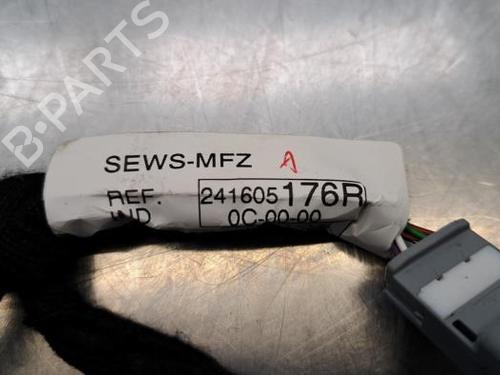 B-PARTS
SEWS-MFZ A
REF. 241605176R
IND 0C-00-00